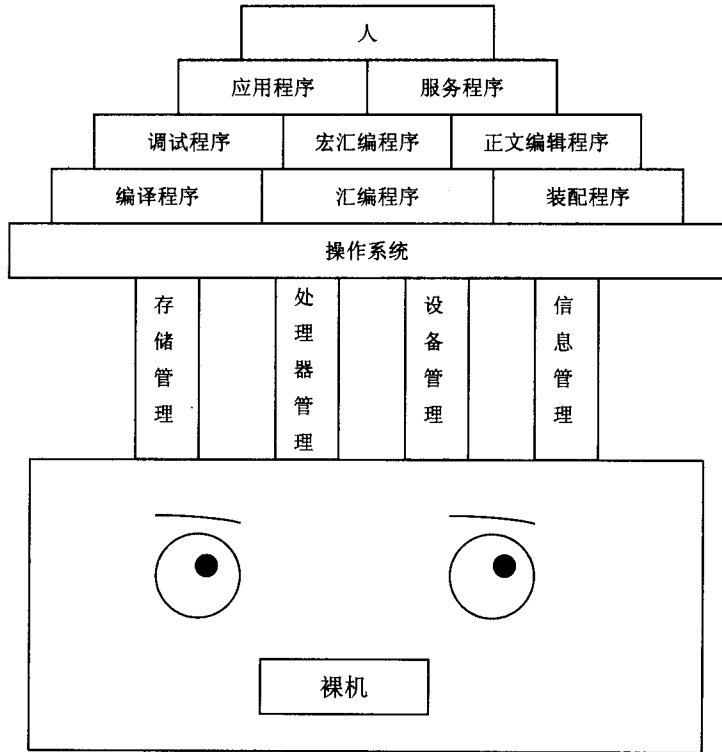 人
应用程序
服务程序
调试程序
宏汇编程序
正文编辑程序
编译程序
汇编程序
装配程序
操作系统
存储管理
处理器管理
设备管理
信息管理
裸机